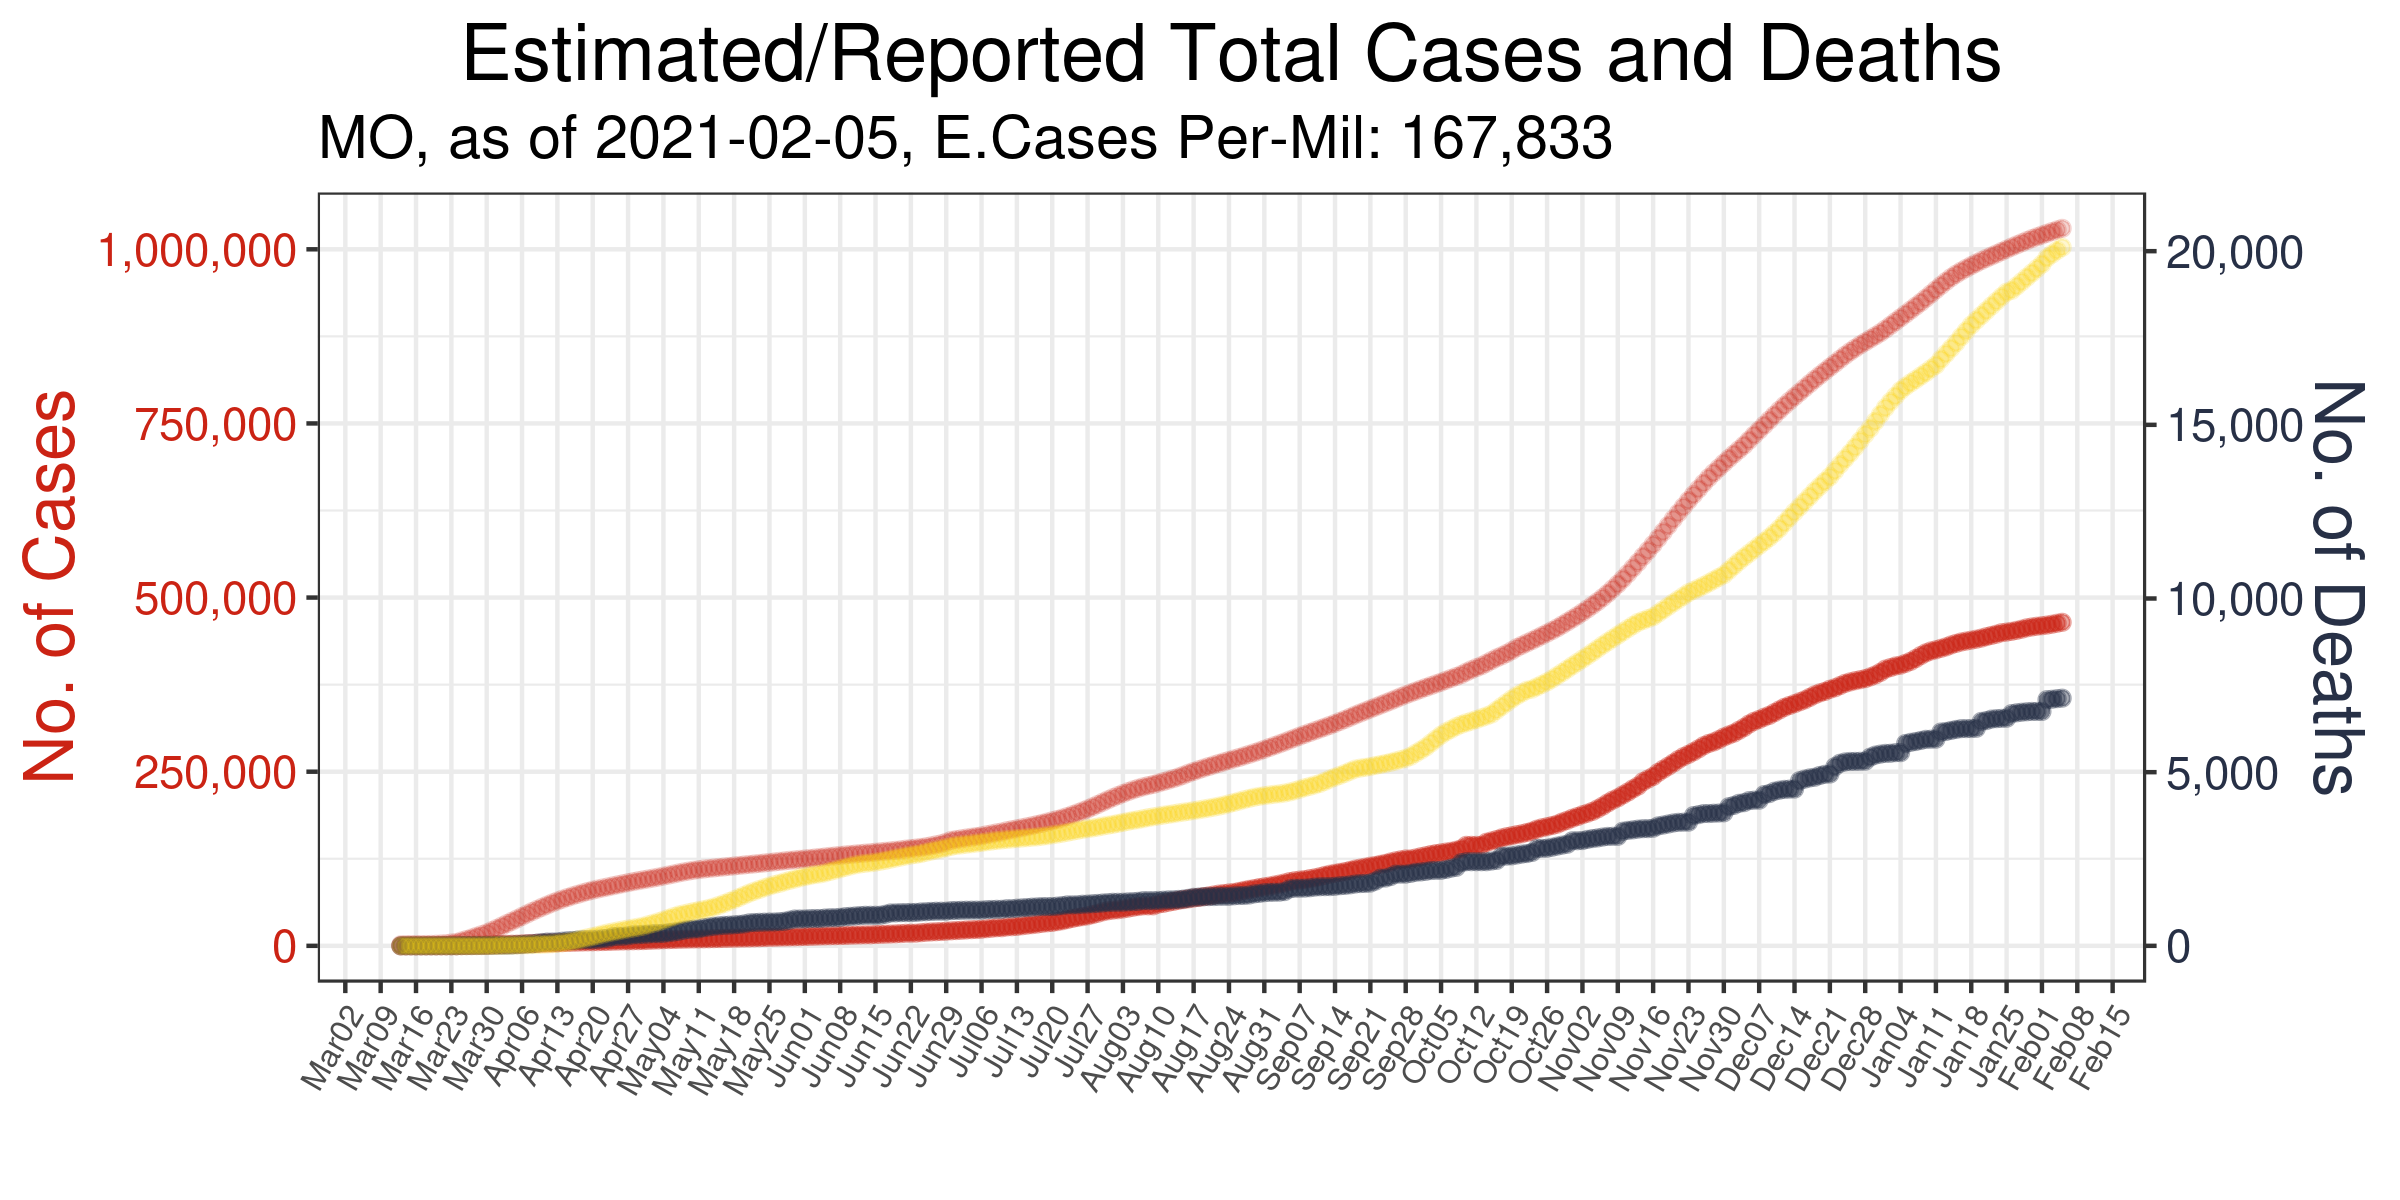 Estimated/Reported Total Cases and Deaths
MO, as of 2021-02-05, E.Cases Per-Mil: 167,833
No. of Cases
1,000,000
750,000
500,000
250,000
0
20,000
15,000
10,000
5,000
0
No. of Deaths
Mar02
Mar09
Mar16
Mar23
Mar30
Apr06
Apr13
Apr20
Apr27
May04
May11
May18
May25
Jun01
Jun08
Jun15
Jun22
Jun29
Jul06
Jul13
Jul20
Jul27
Aug03
Aug10
Aug17
Aug24
Aug31
Sep07
Sep14
Sep21
Sep28
Oct05
Oct12
Oct19
Oct26
Nov02
Nov09
Nov16
Nov23
Nov30
Dec07
Dec14
Dec21
Dec28
Jan04
Jan11
Jan18
Jan25
Feb01
Feb08
Feb15